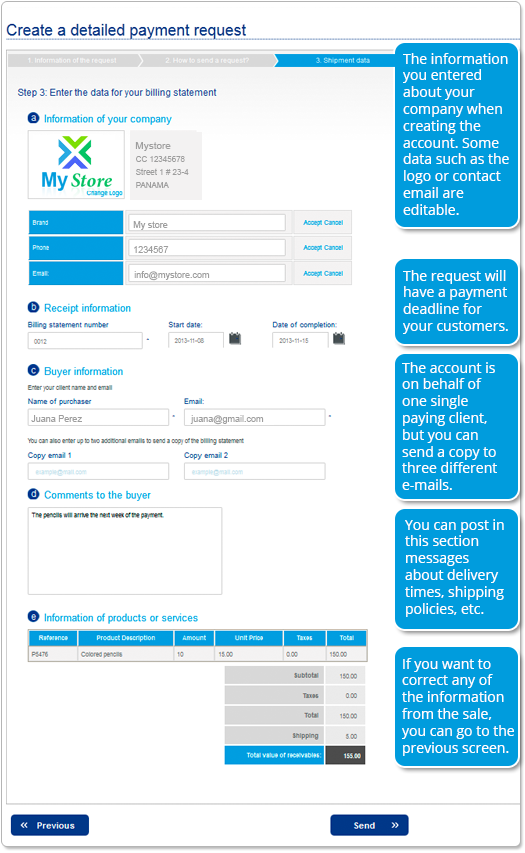 Create a detailed payment request
1. Information of the request
2. How to send a request?
3. Shipment data
Step 3: Enter the data for your billing statement
a Information of your company
My Store
Change Logo
Mystore
CC 12345678
Street 1 # 23-4
PANAMA
Brand My store Accept Cancel
Phone 1234567 Accept Cancel
Email: info@mystore.com Accept Cancel
b Receipt information
Billing statement number Start date: Date of completion:
0012 - 2013-11-08 2013-11-15
c Buyer information
Enter your client name and email
Name of purchaser Email:
Juana Perez - juana@gmail.com -
You can also enter up to two additional emails to send a copy of the billing statement
Copy email 1 Copy email 2
example@mail.com example@mail.com
d Comments to the buyer
The pencils will arrive the next week of the payment.
e Information of products or services
Reference Product Description Amount Unit Price Taxes Total
P5476 Colored pencils 10 15.00 0.00 150.00
Subtotal 150.00
Taxes 0.00
Total 150.00
Shipping 5.00
Total value of receivables: 155.00
« Previous
Send »
The information
you entered
about your
company when
creating the
account. Some
data such as the
logo or contact
email are
editable.
The request will
have a payment
deadline for
your customers.
The account is
on behalf of
one single
paying client,
but you can
send a copy to
three different
e-mails.
You can post in
this section
messages
about delivery
times, shipping
policies, etc.
If you want to
correct any of
the information
from the sale,
you can go to the
previous screen.